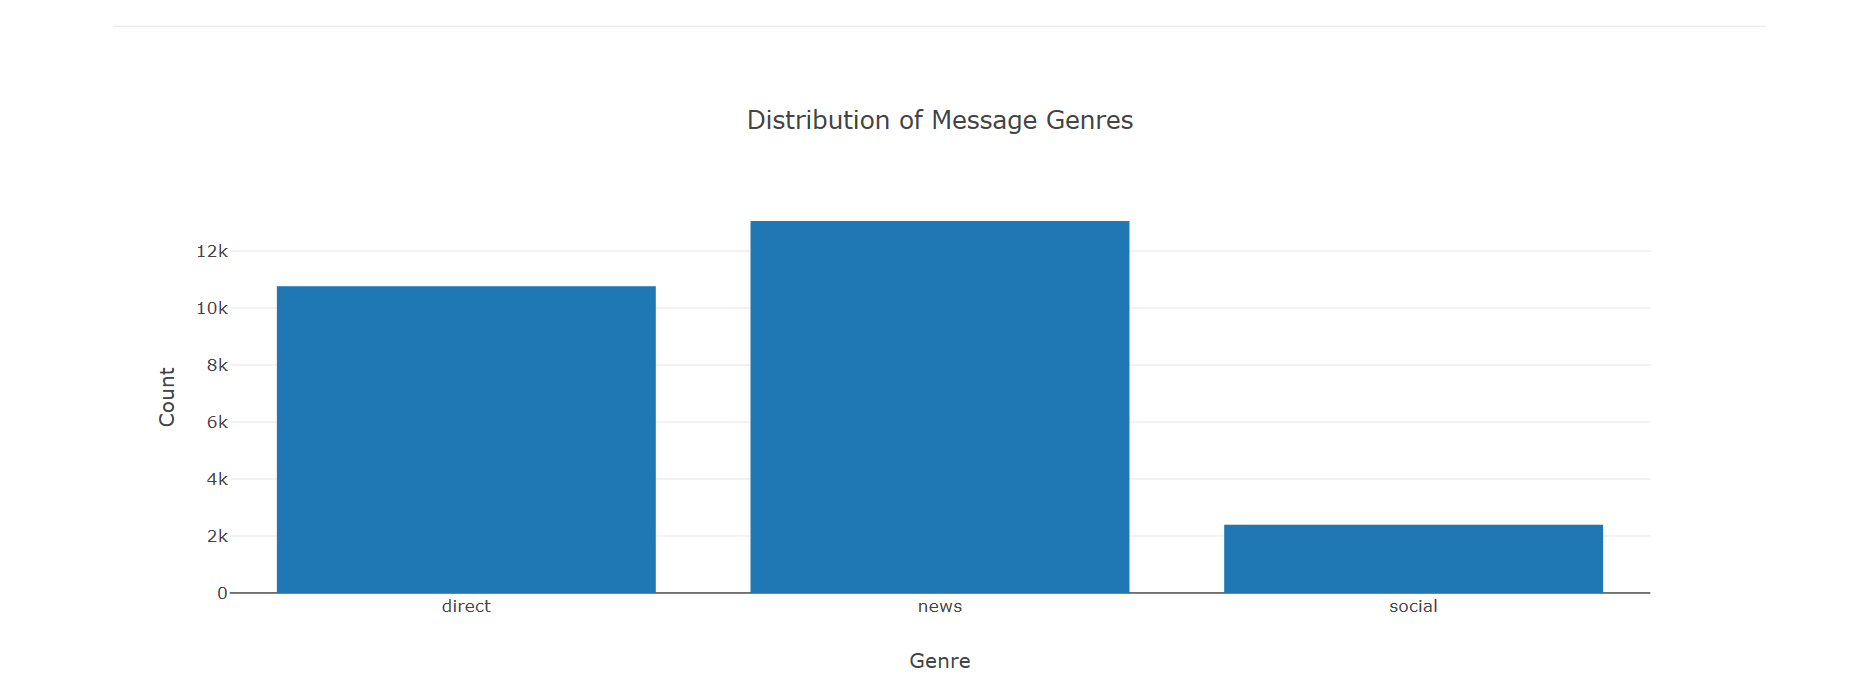 Distribution of Message Genres
12k
10k
8k
6k
4k
2k
0
Count
direct news social
Genre